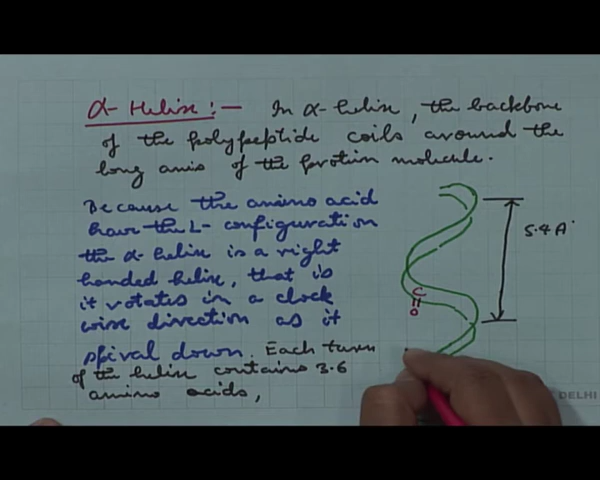 α- Helix :- In α-helix, the backbone
of the polypeptide coils around the
long axis of the protein molecule.
Because the amino acid
have the L- configuration
the α-helix is a right
handed helix, that is
it rotates in a clock
wise direction as it
spiral down. Each turn
of the helix contains 3.6
amino acids,
5.4 A°
C
O
DELHI